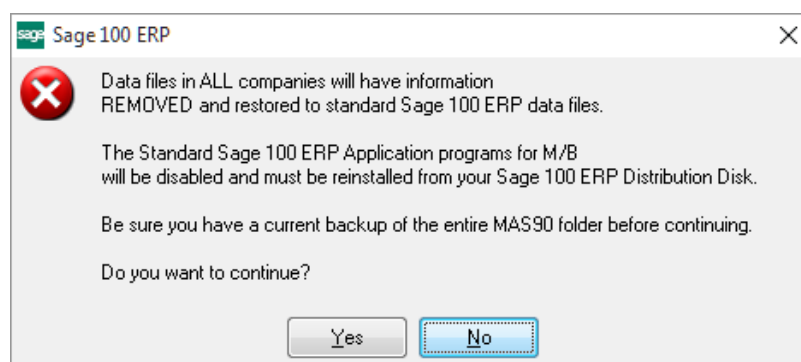 sage Sage 100 ERP
Data files in ALL companies will have information
REMOVED and restored to standard Sage 100 ERP data files.
The Standard Sage 100 ERP Application programs for M/B
will be disabled and must be reinstalled from your Sage 100 ERP Distribution Disk.
Be sure you have a current backup of the entire MAS90 folder before continuing.
Do you want to continue?
Yes No